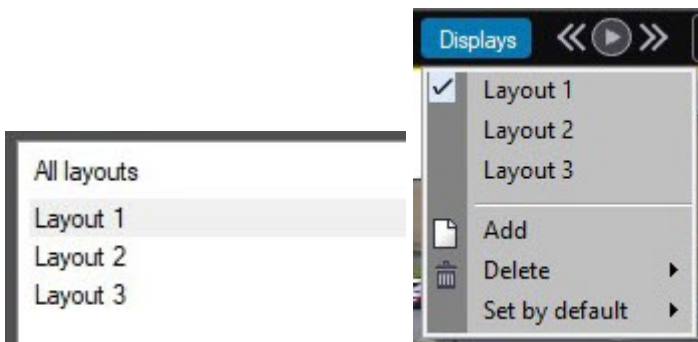 All layouts
Layout 1
Layout 2
Layout 3
Displays
Layout 1
Layout 2
Layout 3
Add
Delete
Set by default